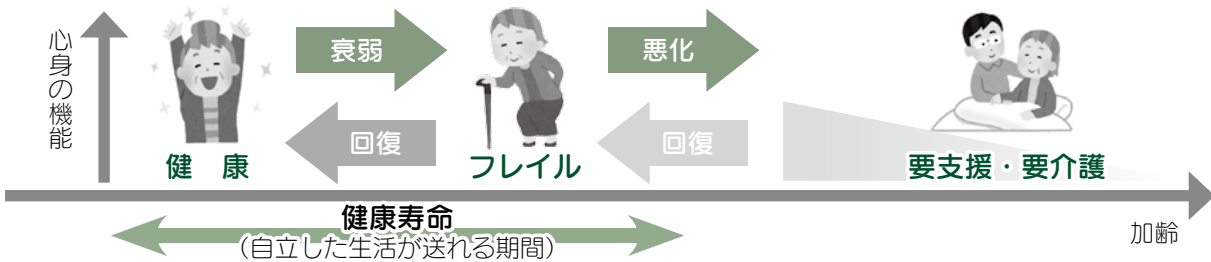 心身の機能
衰弱
悪化
回復
回復
健　康
フレイル
要支援・要介護
健康寿命
（自立した生活が送れる期間）
加齢